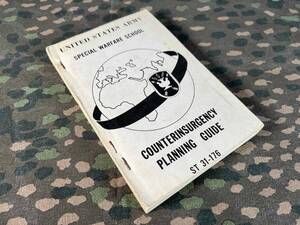 UNITED STATES ARMY
SPECIAL WARFARE SCHOOL
COUNTERINSURGENCY
PLANNING GUIDE
ST 31-176